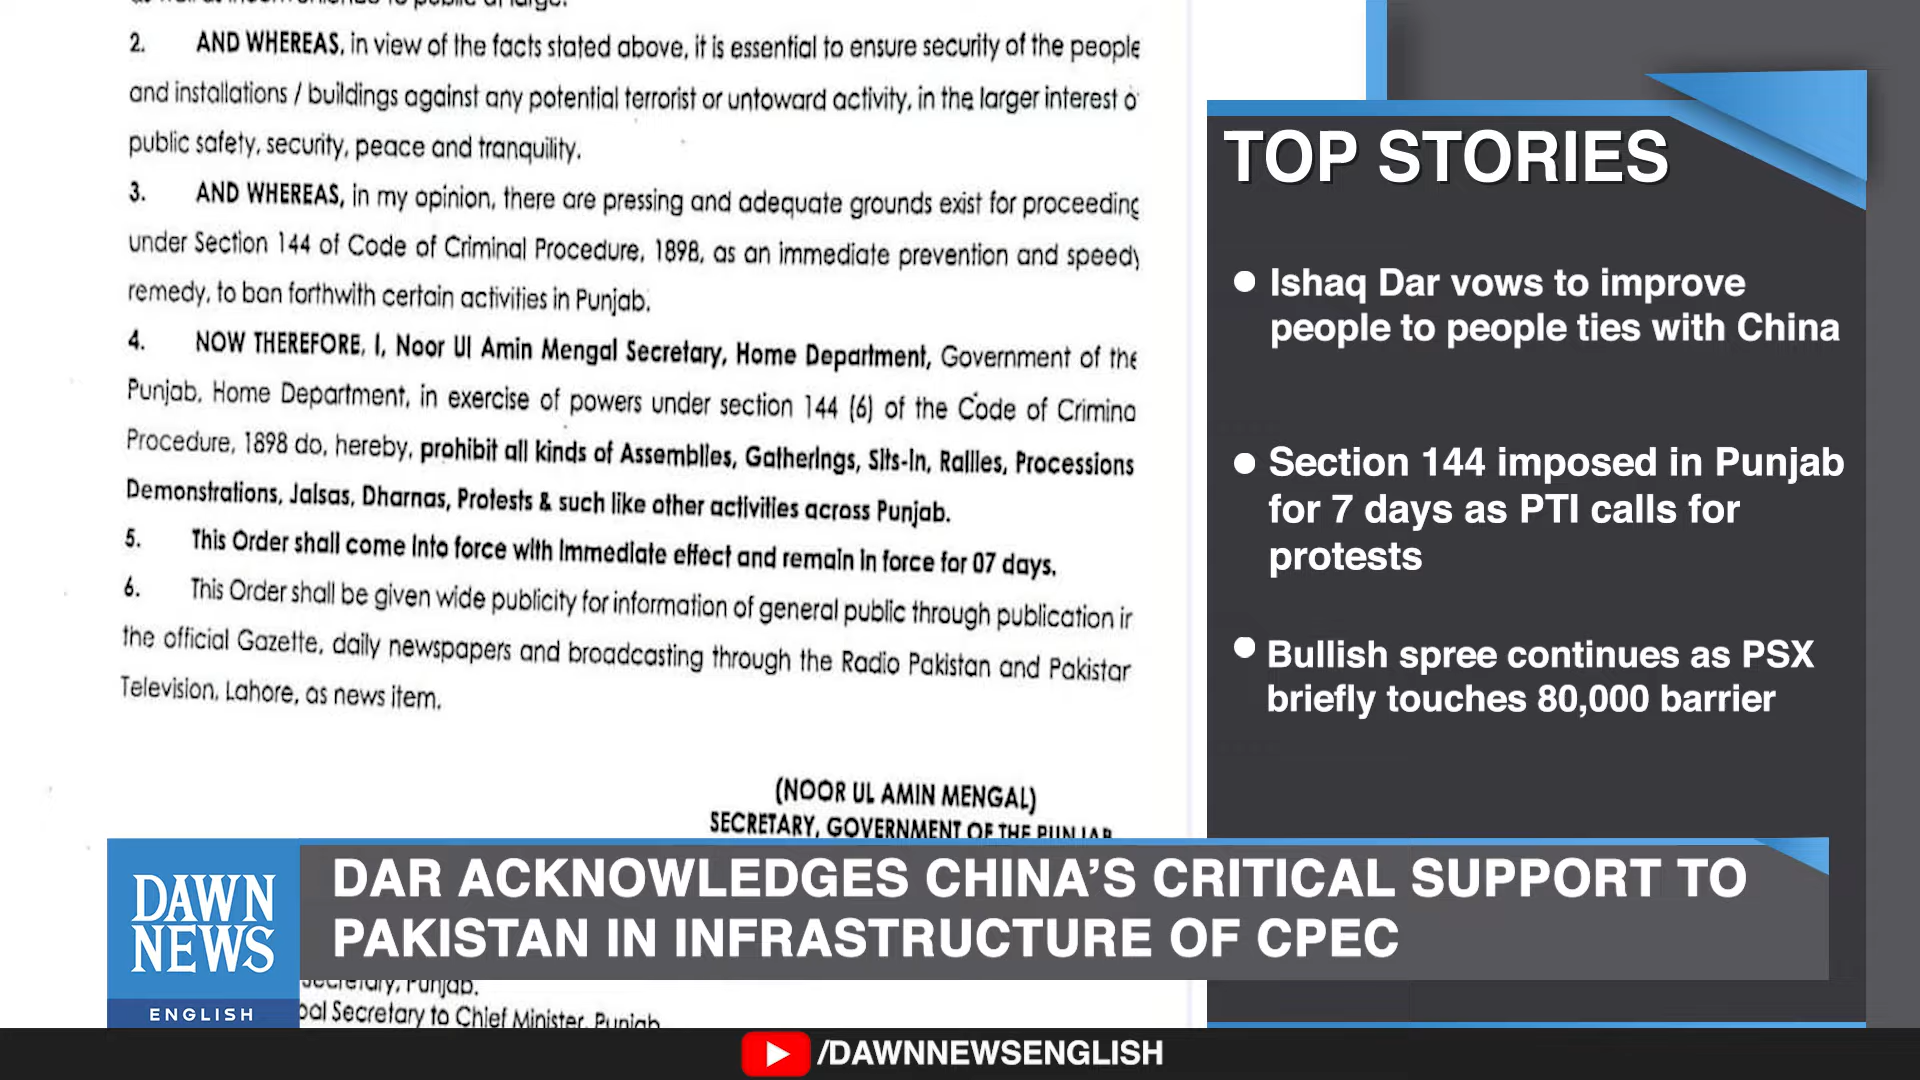 2. AND WHEREAS, in view of the facts stated above, it is essential to ensure security of the people
and installations / buildings against any potential terrorist or untoward activity, in the larger interest o
public safety, security, peace and tranquility.
3. AND WHEREAS, in my opinion, there are pressing and adequate grounds exist for proceeding
under Section 144 of Code of Criminal Procedure, 1898, as an immediate prevention and speedy
remedy, to ban forthwith certain activities in Punjab.
4. NOW THEREFORE, I, Noor Ul Amin Mengal Secretary, Home Department, Government of the
Punjab, Home Department, in exercise of powers under section 144 (6) of the Code of Crimina
Procedure, 1898 do, hereby, prohibit all kinds of Assemblies, Gatherings, Sits-In, Rallies, Processions
Demonstrations, Jalsas, Dharnas, Protests & such like other activities across Punjab.
5. This Order shall come into force with immediate effect and remain in force for 07 days.
6. This Order shall be given wide publicity for information of general public through publication in
the official Gazette, daily newspapers and broadcasting through the Radio Pakistan and Pakistan
Television, Lahore, as news item.
(NOOR UL AMIN MENGAL)
SECRETARY, GOVERNMENT OF THE PUNJAB
TOP STORIES
Ishaq Dar vows to improve
people to people ties with China
Section 144 imposed in Punjab
for 7 days as PTI calls for
protests
Bullish spree continues as PSX
briefly touches 80,000 barrier
DAWN
NEWS
ENGLISH
DAR ACKNOWLEDGES CHINA'S CRITICAL SUPPORT TO
PAKISTAN IN INFRASTRUCTURE OF CPEC
Secretary, Punjab.
Secretary to Chief Minister, Punjab
/DAWNNEWSENGLISH